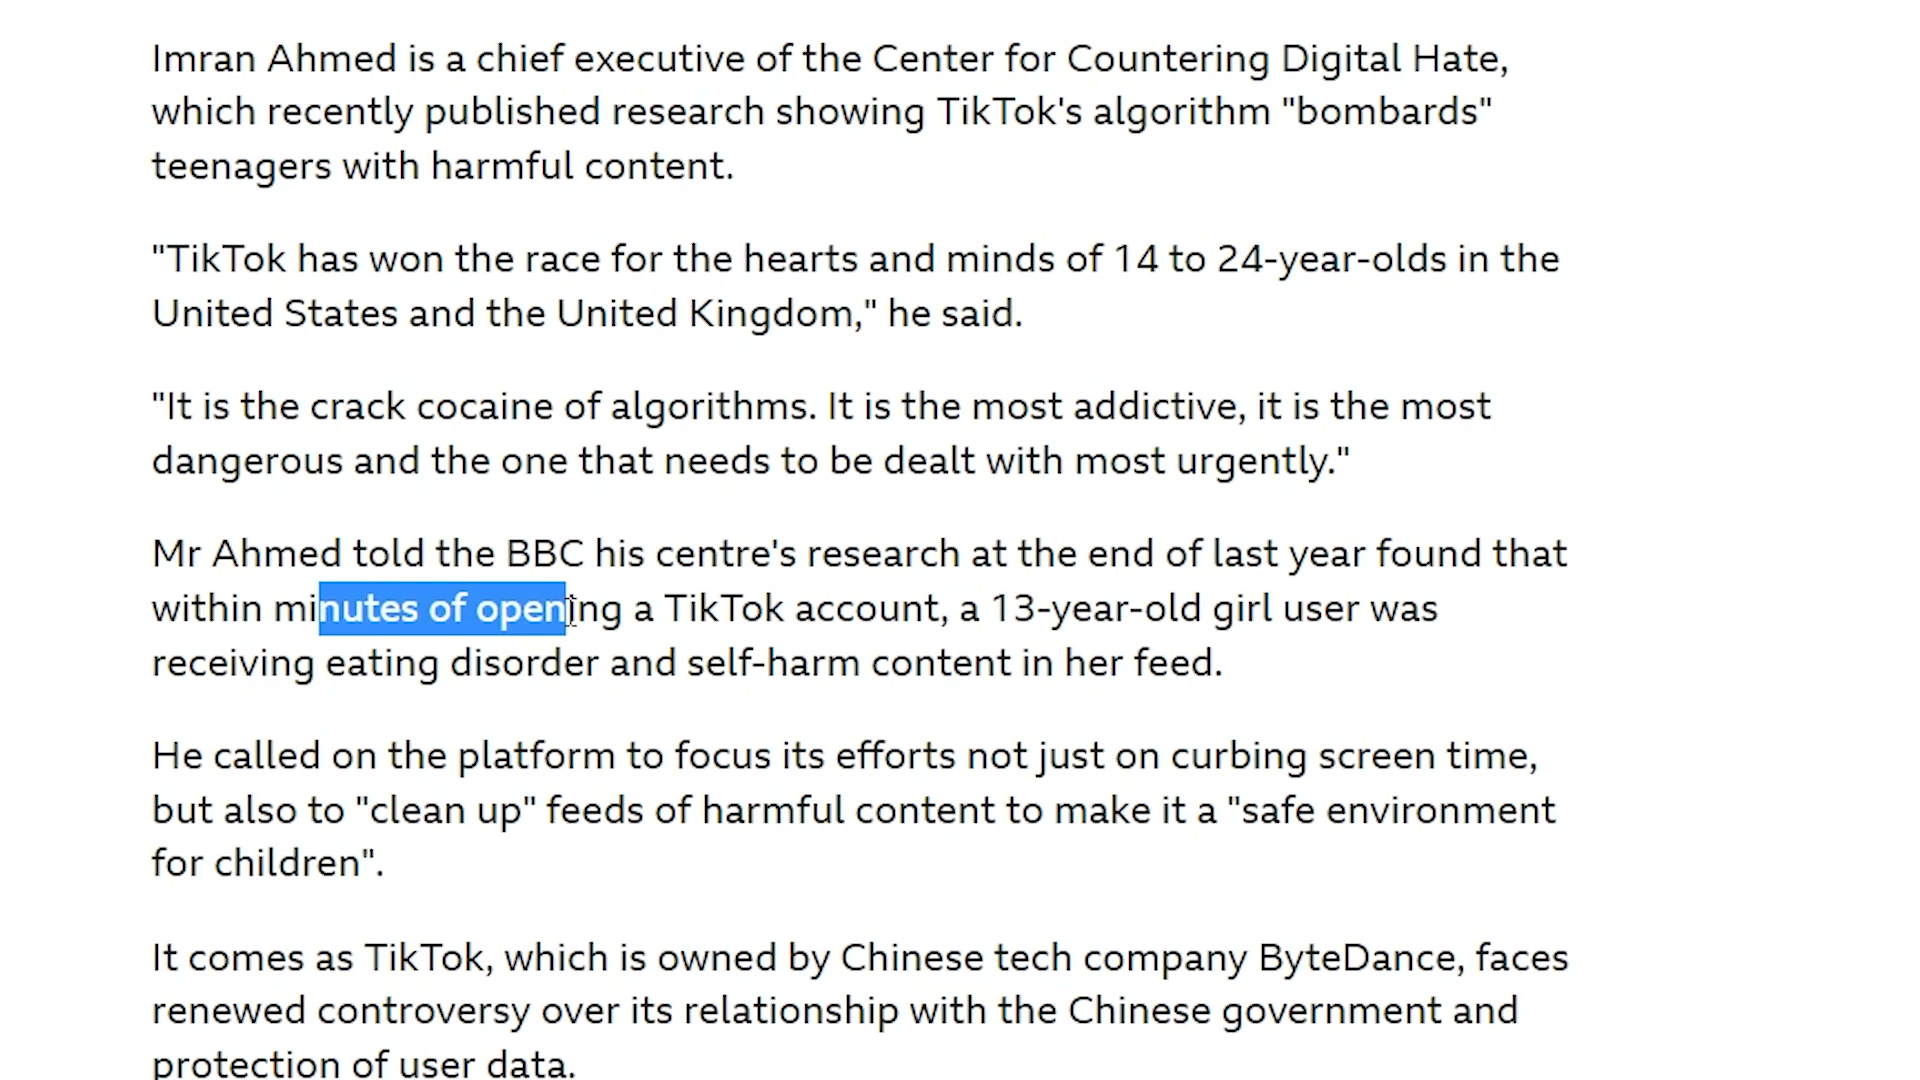 Imran Ahmed is a chief executive of the Center for Countering Digital Hate,
which recently published research showing TikTok's algorithm "bombards"
teenagers with harmful content.
"TikTok has won the race for the hearts and minds of 14 to 24-year-olds in the
United States and the United Kingdom," he said.
"It is the crack cocaine of algorithms. It is the most addictive, it is the most
dangerous and the one that needs to be dealt with most urgently."
Mr Ahmed told the BBC his centre's research at the end of last year found that
within minutes of opening a TikTok account, a 13-year-old girl user was
receiving eating disorder and self-harm content in her feed.
He called on the platform to focus its efforts not just on curbing screen time,
but also to "clean up" feeds of harmful content to make it a "safe environment
for children".
It comes as TikTok, which is owned by Chinese tech company ByteDance, faces
renewed controversy over its relationship with the Chinese government and
protection of user data.